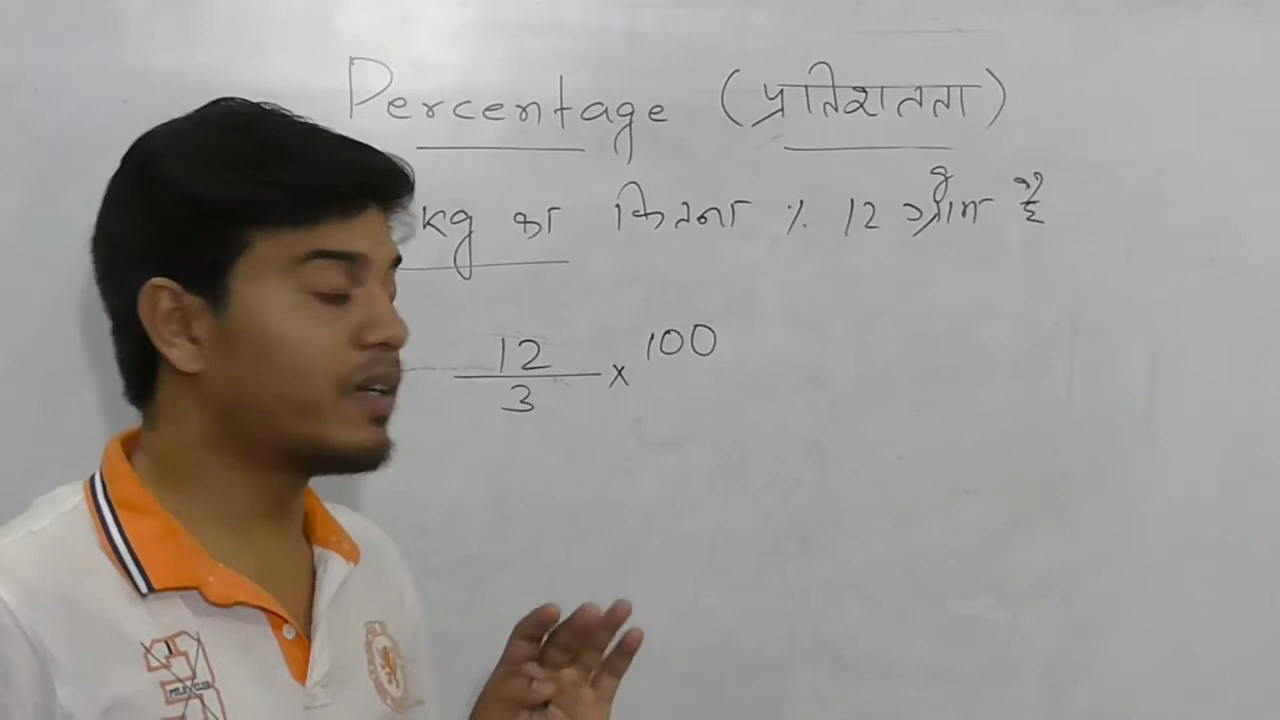 Percentage (प्रतिशतता)
kg का कितना % 12 ग्राम है
12
3
× 100